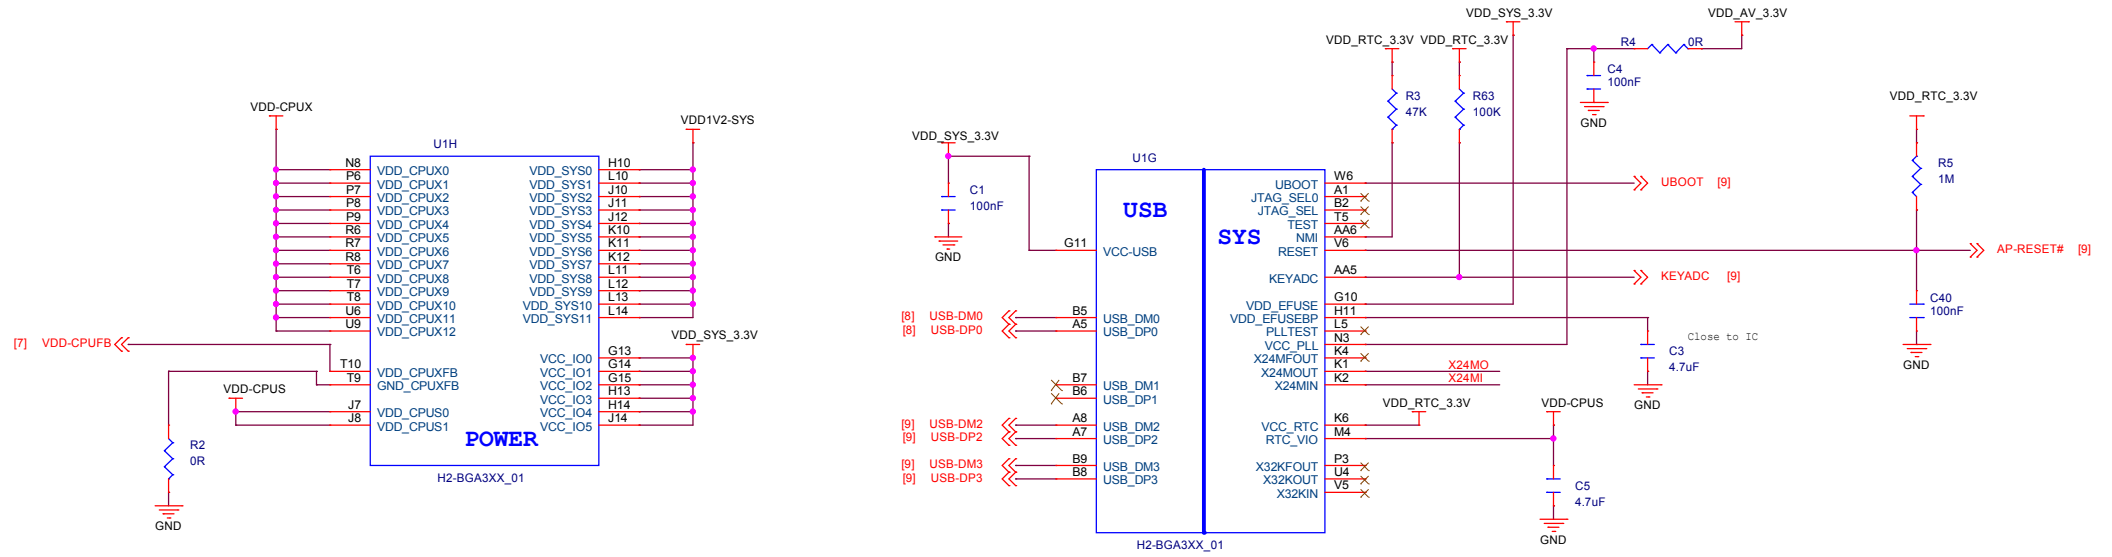 VDD-CPUX
VDD1V2-SYS
U1H
N8 VDD_CPUX0 VDD_SYS0 H10
P6 VDD_CPUX1 VDD_SYS1 L10
P7 VDD_CPUX2 VDD_SYS2 J10
P8 VDD_CPUX3 VDD_SYS3 J11
P9 VDD_CPUX4 VDD_SYS4 J12
R6 VDD_CPUX5 VDD_SYS5 K10
R7 VDD_CPUX6 VDD_SYS6 K11
R8 VDD_CPUX7 VDD_SYS7 K12
T6 VDD_CPUX8 VDD_SYS8 L11
T7 VDD_CPUX9 VDD_SYS9 L12
T8 VDD_CPUX10 VDD_SYS10 L13
U6 VDD_CPUX11 VDD_SYS11 L14
U9 VDD_CPUX12
VDD_SYS_3.3V
[7] VDD-CPUFB
VCC_IO0 G13
T10 VDD_CPUXFB VCC_IO1 G14
T9 GND_CPUXFB VCC_IO2 G15
VDD-CPUS
VCC_IO3 H13
J7 VDD_CPUS0 VCC_IO4 H14
J8 VDD_CPUS1 VCC_IO5 J14
POWER
R2
0R
H2-BGA3XX_01
GND
VDD_SYS_3.3V
C1
100nF
GND
U1G
USB
SYS
G11 VCC-USB
[8] USB-DM0 B5 USB_DM0
[8] USB-DP0 A5 USB_DP0
B7 USB_DM1
B6 USB_DP1
[9] USB-DM2 A8 USB_DM2
[9] USB-DP2 A7 USB_DP2
[9] USB-DM3 B9 USB_DM3
[9] USB-DP3 B8 USB_DP3
H2-BGA3XX_01
VDD_SYS_3.3V
VDD_AV_3.3V
VDD_RTC_3.3V
VDD_RTC_3.3V
R4 0R
C4
100nF
GND
R3
47K
R63
100K
VDD_RTC_3.3V
R5
1M
UBOOT W6 UBOOT [9]
JTAG_SEL0 A1
JTAG_SEL B2
TEST T5
NMI AA6
RESET V6 AP-RESET# [9]
KEYADC AA5 KEYADC [9]
VDD_EFUSE G10
VDD_EFUSEBP H11
PLLTEST L5
VCC_PLL N3
X24MFOUT K4
X24MOUT K1 X24MO
X24MIN K2 X24MI
C40
100nF
GND
Close to IC
C3
4.7uF
GND
VDD_RTC_3.3V
VDD-CPUS
VCC_RTC K6
RTC_VIO M4
X32KFOUT P3
X32KOUT U4
X32KIN V5
C5
4.7uF
GND